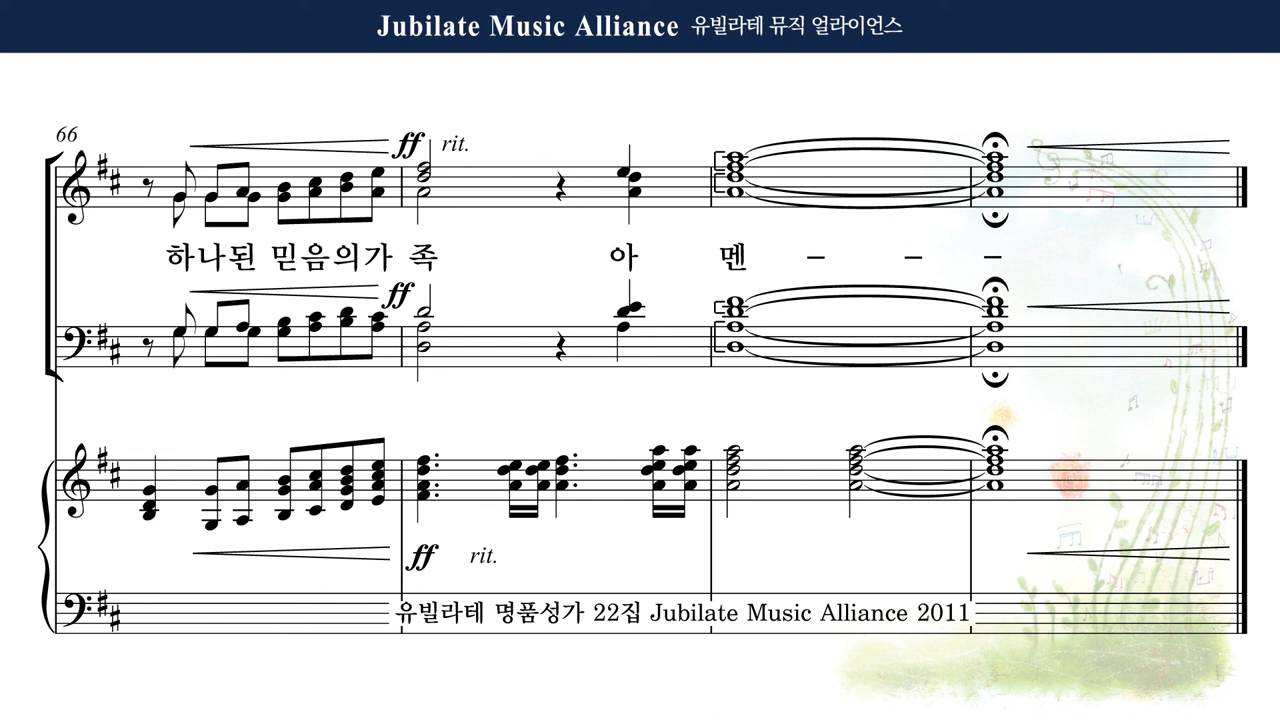 Jubilate Music Alliance 유빌라테 뮤직 얼라이언스
66
ff rit.
하나된 믿음의가 족 아 멘 – – –
ff
ff rit.
유빌라테 명품성가 22집 Jubilate Music Alliance 2011